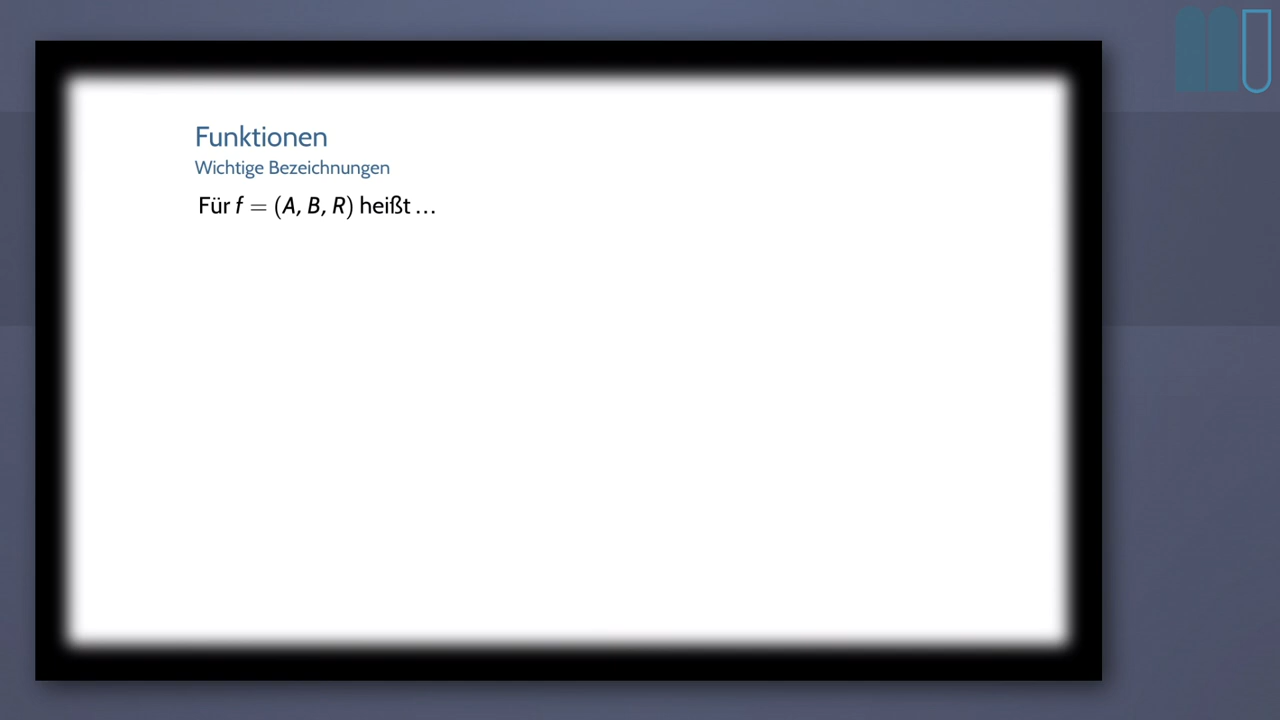 Funktionen
Wichtige Bezeichnungen
Für f = (A, B, R) heißt …